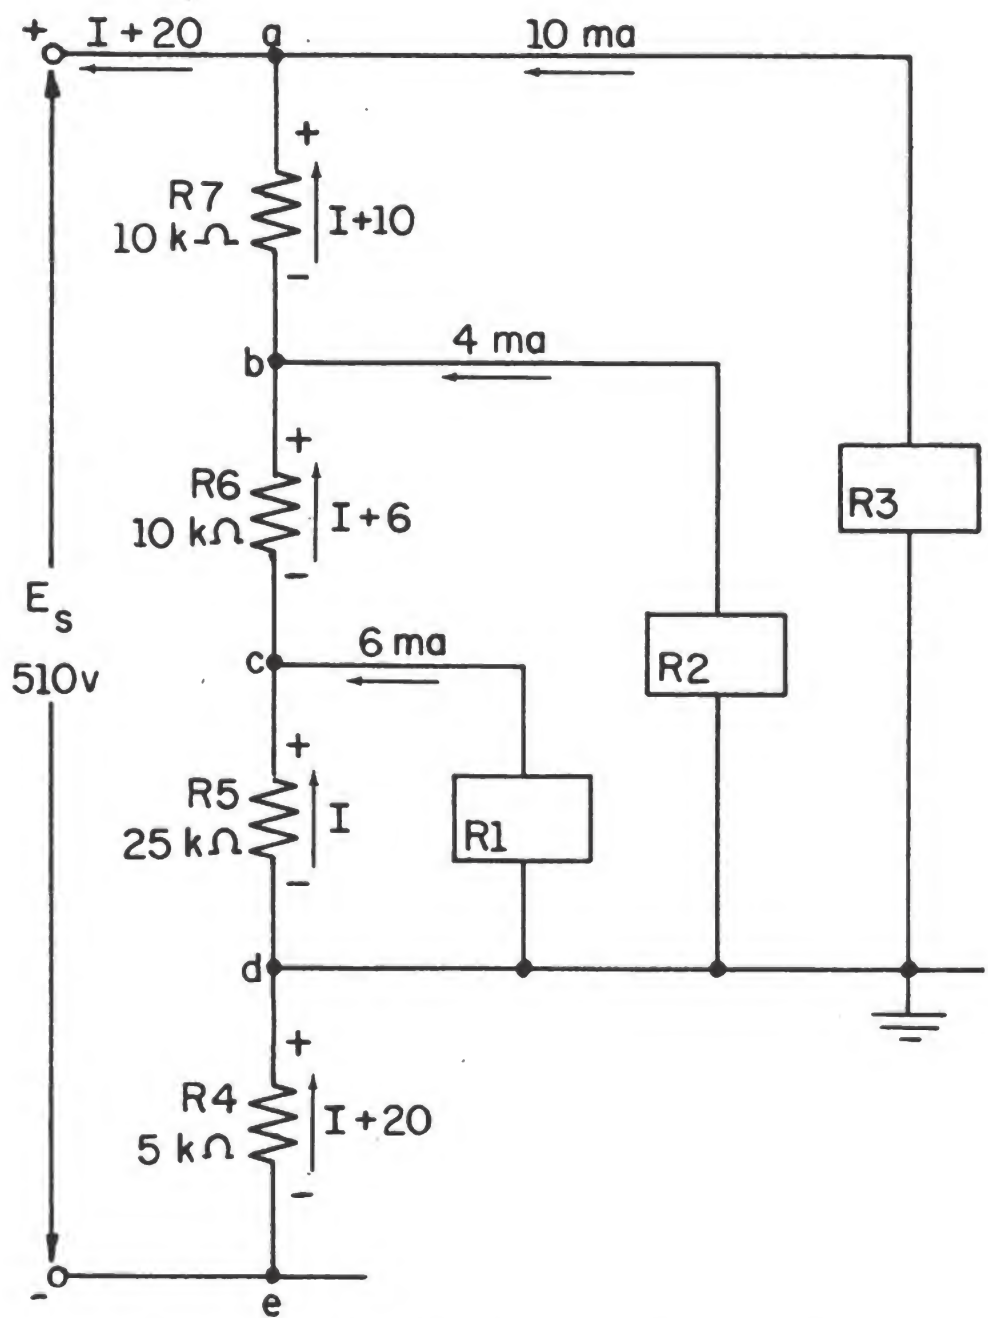 + I+20 a 10 ma
+
R7
10 kΩ
I+10
−
b 4 ma
+
R6
10 kΩ
I+6
−
Es
510v
c 6 ma
+
R5
25 kΩ
I
−
R1
R2
R3
d
+
R4
5 kΩ
I+20
−
- e